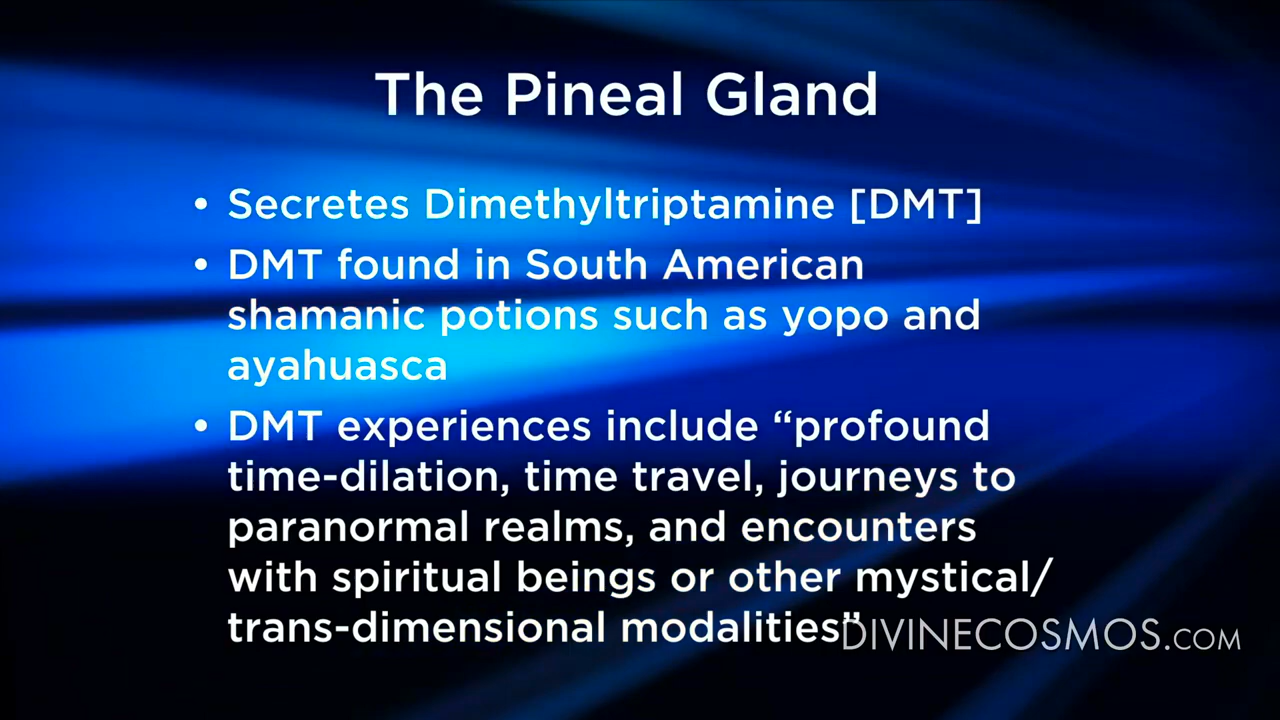 The Pineal Gland
• Secretes Dimethyltriptamine [DMT]
• DMT found in South American
shamanic potions such as yopo and
ayahuasca
• DMT experiences include “profound
time-dilation, time travel, journeys to
paranormal realms, and encounters
with spiritual beings or other mystical/
trans-dimensional modalities”
DIVINECOSMOS.COM